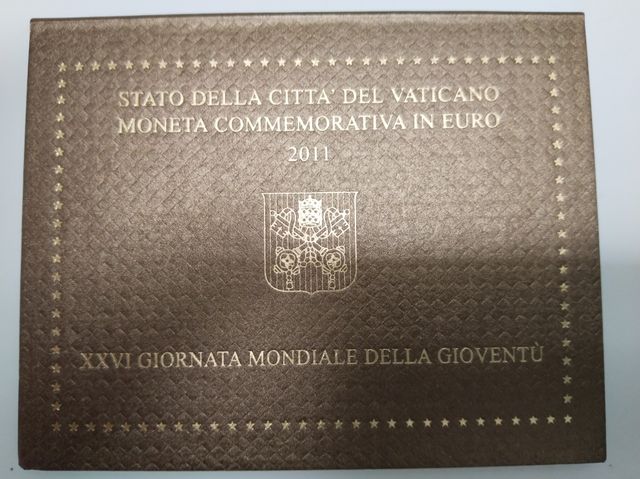 STATO DELLA CITTA' DEL VATICANO
MONETA COMMEMORATIVA IN EURO
2011
XXVI GIORNATA MONDIALE DELLA GIOVENTÙ